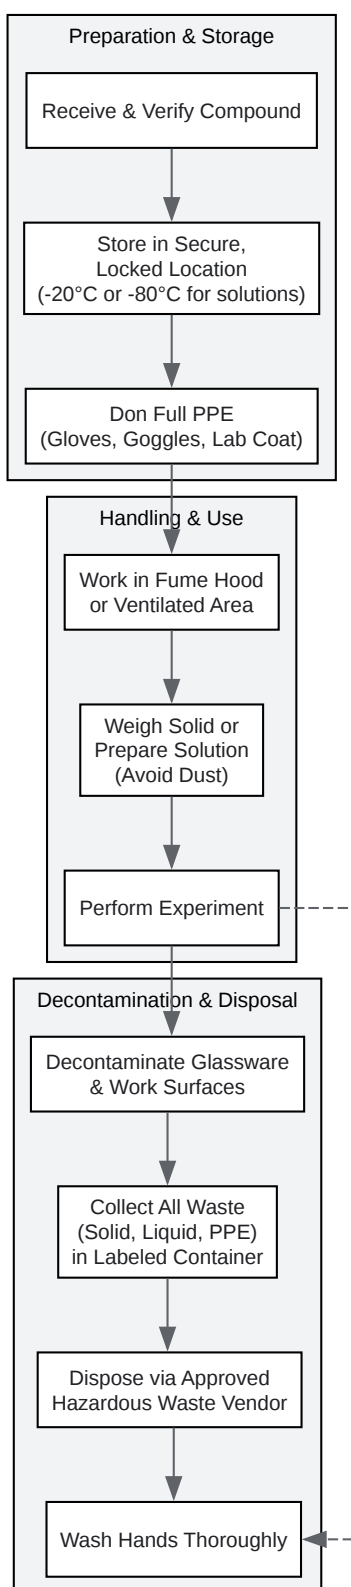 Preparation & Storage
Receive & Verify Compound
Store in Secure,
Locked Location
(-20°C or -80°C for solutions)
Don Full PPE
(Gloves, Goggles, Lab Coat)
Handling & Use
Work in Fume Hood
or Ventilated Area
Weigh Solid or
Prepare Solution
(Avoid Dust)
Perform Experiment
Decontamination & Disposal
Decontaminate Glassware
& Work Surfaces
Collect All Waste
(Solid, Liquid, PPE)
in Labeled Container
Dispose via Approved
Hazardous Waste Vendor
Wash Hands Thoroughly